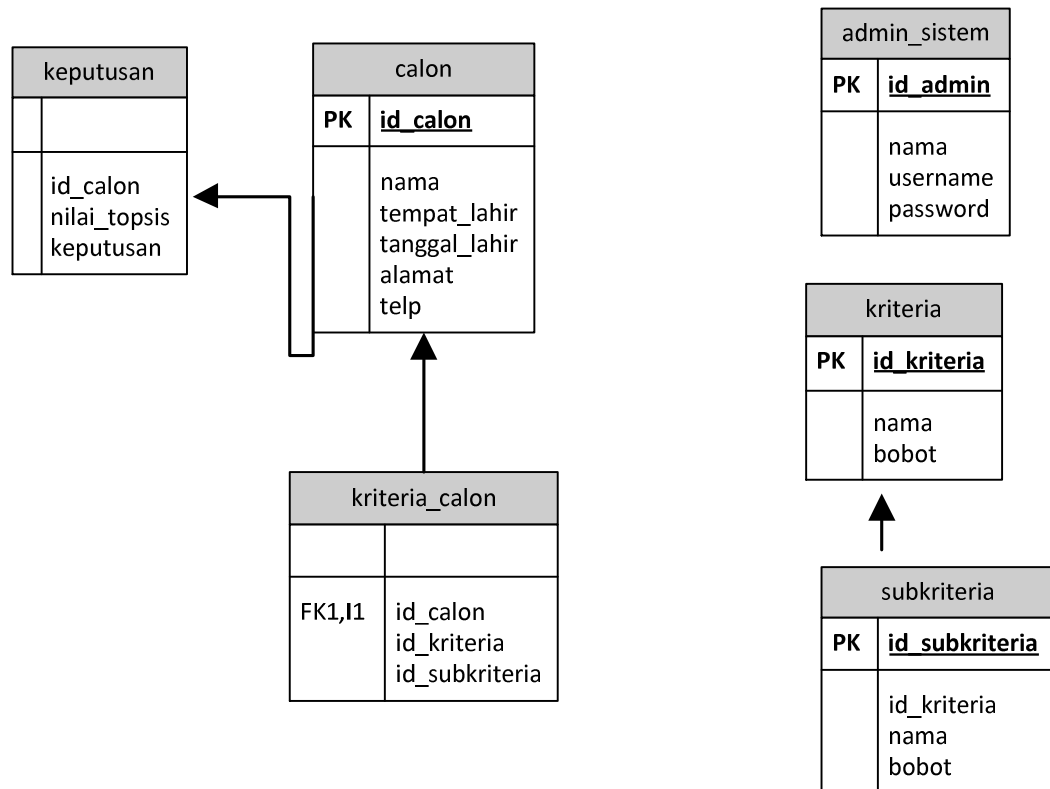 keputusan
id_calon
nilai_topsis
keputusan
calon
PK id_calon
nama
tempat_lahir
tanggal_lahir
alamat
telp
kriteria_calon
FK1,I1 id_calon
id_kriteria
id_subkriteria
admin_sistem
PK id_admin
nama
username
password
kriteria
PK id_kriteria
nama
bobot
subkriteria
PK id_subkriteria
id_kriteria
nama
bobot